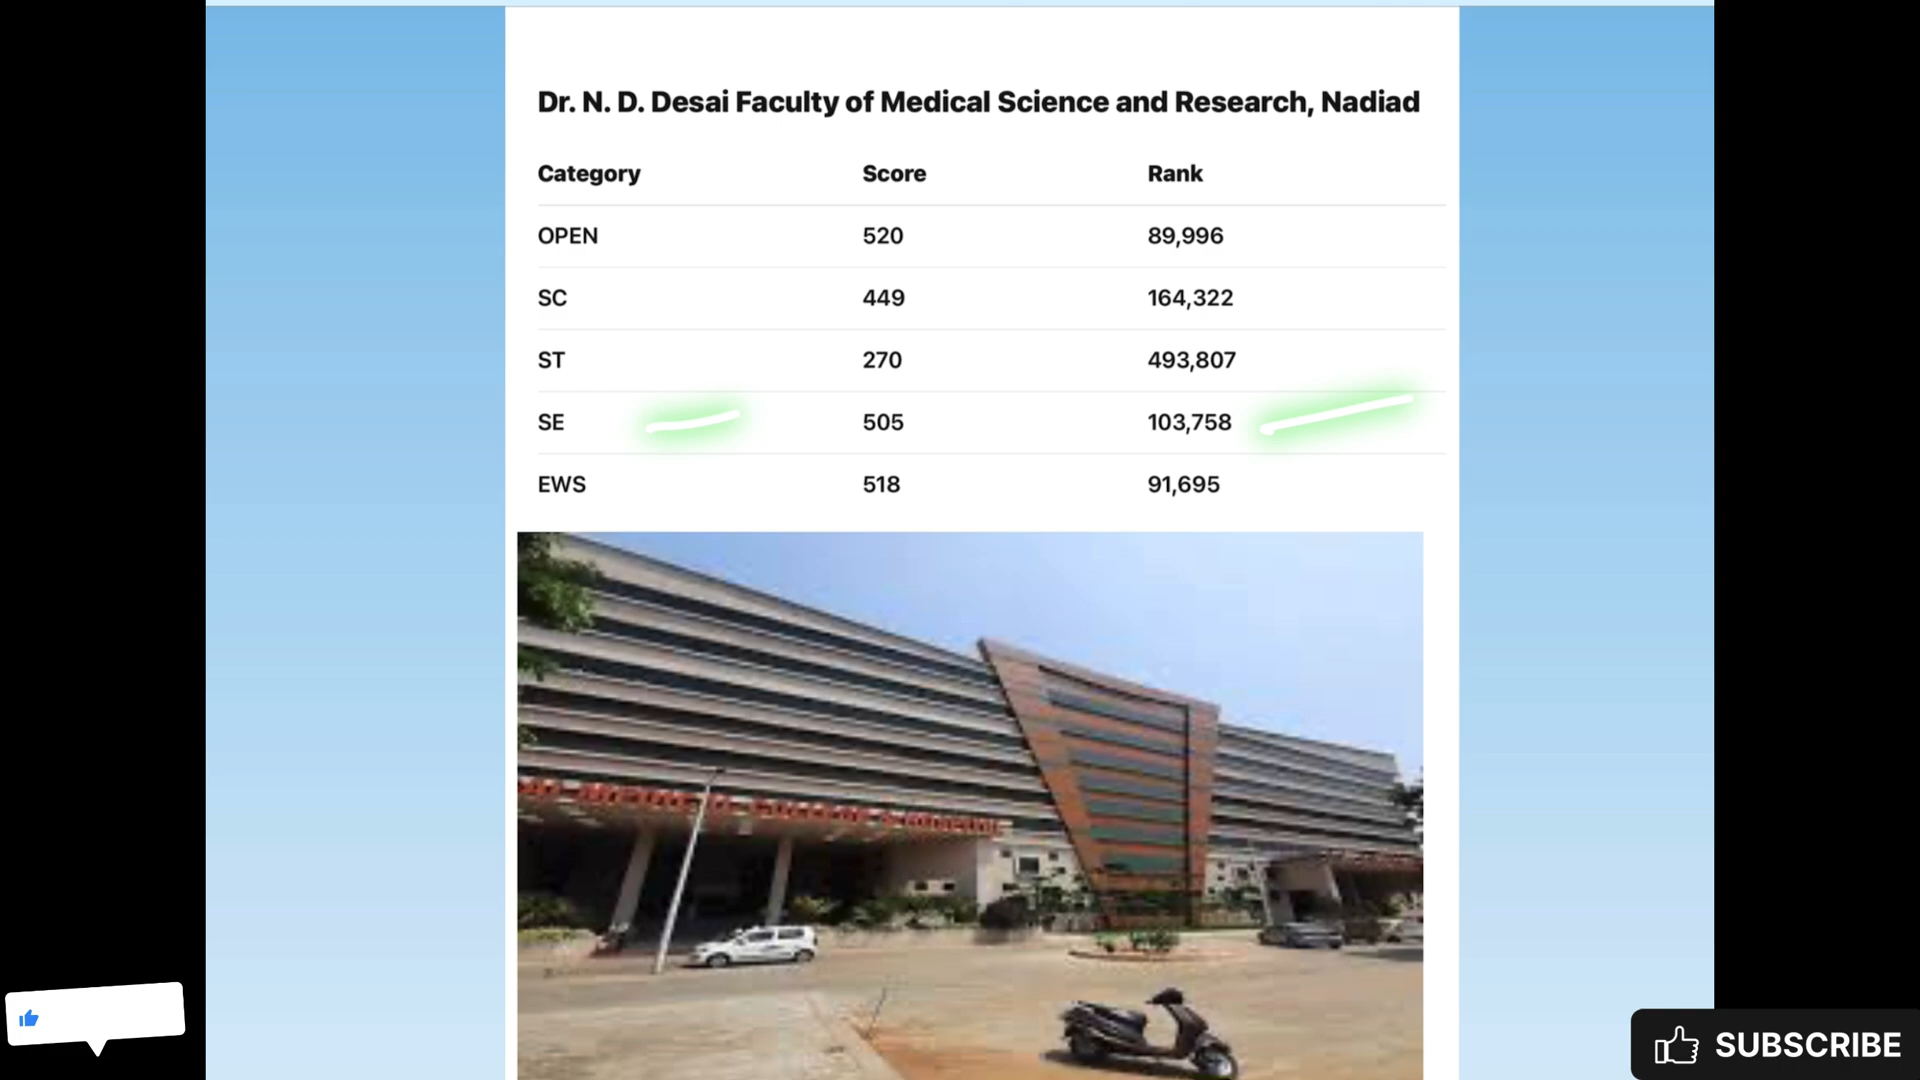 Dr. N. D. Desai Faculty of Medical Science and Research, Nadiad
Category Score Rank
OPEN 520 89,996
SC 449 164,322
ST 270 493,807
SE 505 103,758
EWS 518 91,695
SUBSCRIBE